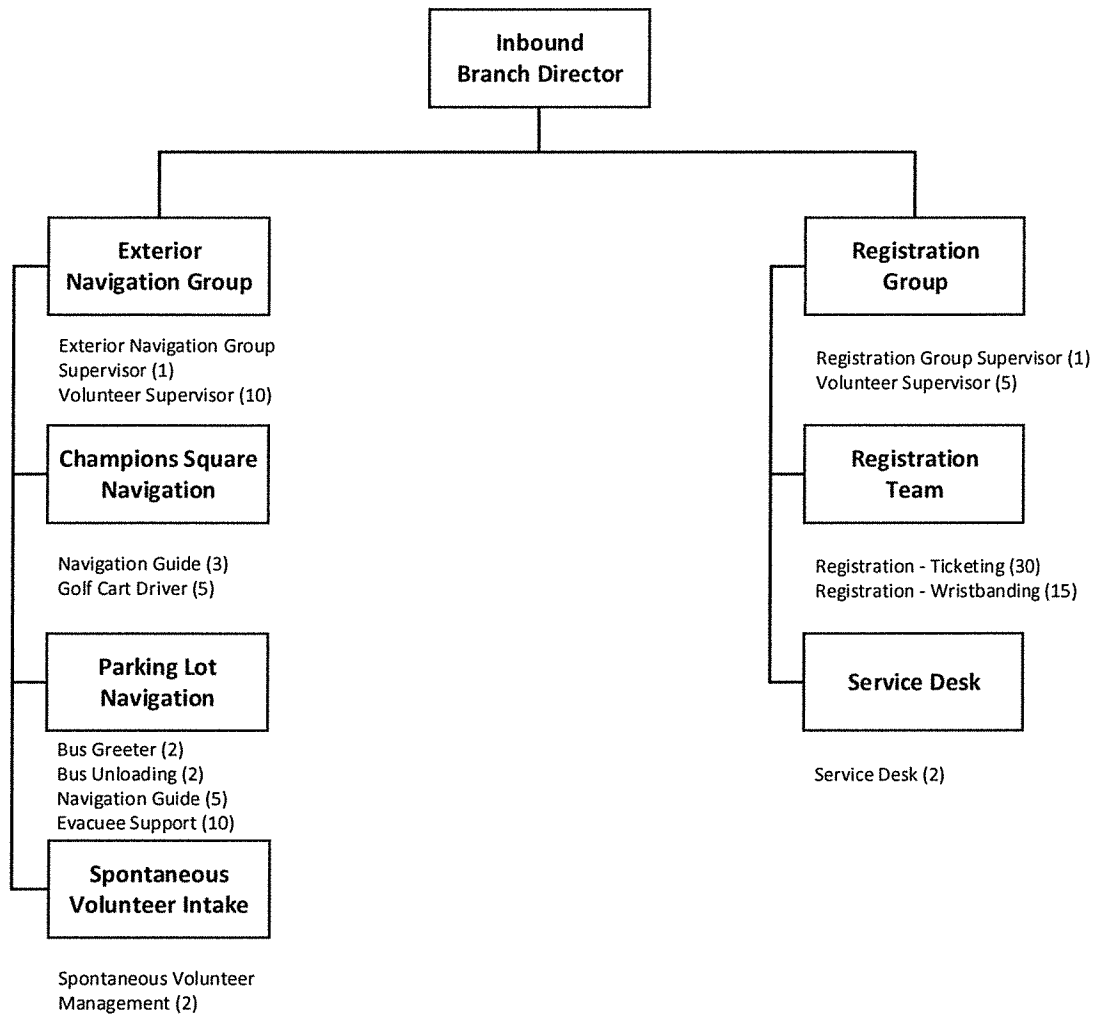 Inbound
Branch Director
Exterior
Navigation Group
Exterior Navigation Group
Supervisor (1)
Volunteer Supervisor (10)
Champions Square
Navigation
Navigation Guide (3)
Golf Cart Driver (5)
Parking Lot
Navigation
Bus Greeter (2)
Bus Unloading (2)
Navigation Guide (5)
Evacuee Support (10)
Spontaneous
Volunteer Intake
Spontaneous Volunteer
Management (2)
Registration
Group
Registration Group Supervisor (1)
Volunteer Supervisor (5)
Registration
Team
Registration - Ticketing (30)
Registration - Wristbanding (15)
Service Desk
Service Desk (2)